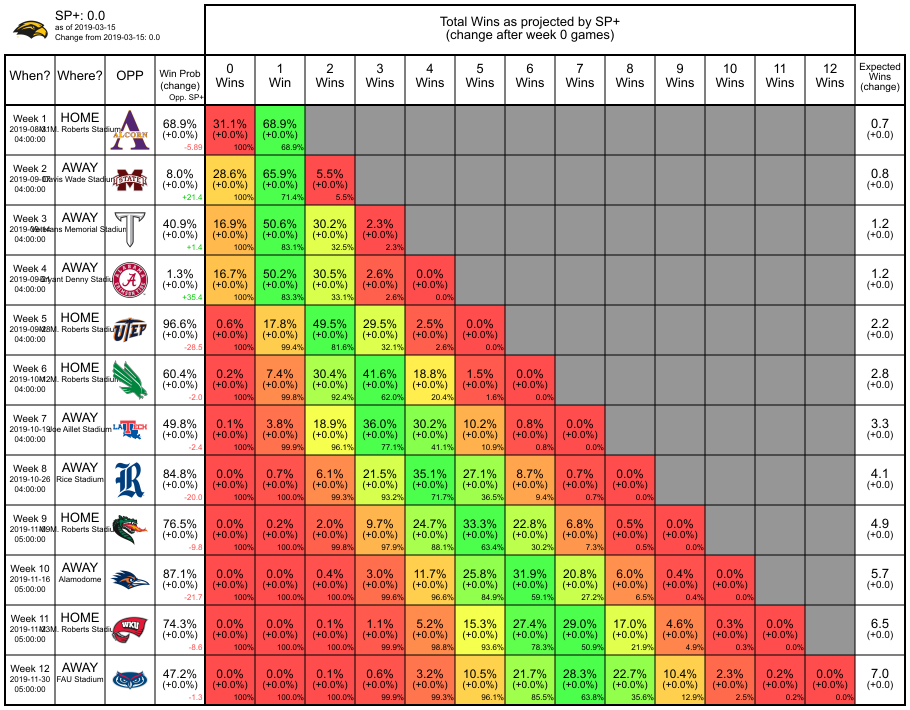 SP+: 0.0
as of 2019-03-15
Change from 2019-03-15: 0.0
Total Wins as projected by SP+
(change after week 0 games)
When? Where? OPP Win Prob (change) Opp. SP+ 0 Wins 1 Win 2 Wins 3 Wins 4 Wins 5 Wins 6 Wins 7 Wins 8 Wins 9 Wins 10 Wins 11 Wins 12 Wins Expected Wins (change)
Week 1 HOME ALCORN 68.9% 31.1% 68.9% 0.7
Roberts Stadium (+0.0%) (+0.0%) (+0.0%) (+0.0)
04:00:00 -5.89 100% 68.9%
Week 2 AWAY STATE 8.0% 28.6% 65.9% 5.5% 0.8
Wade Stadium (+0.0%) (+0.0%) (+0.0%) (+0.0%) (+0.0)
04:00:00 +21.4 100% 71.4% 5.5%
Week 3 AWAY 40.9% 16.9% 50.6% 30.2% 2.3% 1.2
Memorial Stadium (+0.0%) (+0.0%) (+0.0%) (+0.0%) (+0.0%) (+0.0)
04:00:00 +1.4 100% 83.1% 32.5% 2.3%
Week 4 AWAY 1.3% 16.7% 50.2% 30.5% 2.6% 0.0% 1.2
Denny Stadium (+0.0%) (+0.0%) (+0.0%) (+0.0%) (+0.0%) (+0.0%) (+0.0)
04:00:00 +35.4 100% 83.3% 33.1% 2.6% 0.0%
Week 5 HOME UTEP 96.6% 0.6% 17.8% 49.5% 29.5% 2.5% 0.0% 2.2
Roberts Stadium (+0.0%) (+0.0%) (+0.0%) (+0.0%) (+0.0%) (+0.0%) (+0.0%) (+0.0)
04:00:00 -28.5 100% 99.4% 81.6% 32.1% 2.6% 0.0%
Week 6 HOME 60.4% 0.2% 7.4% 30.4% 41.6% 18.8% 1.5% 0.0% 2.8
Roberts Stadium (+0.0%) (+0.0%) (+0.0%) (+0.0%) (+0.0%) (+0.0%) (+0.0%) (+0.0%) (+0.0)
04:00:00 -2.0 100% 99.8% 92.4% 62.0% 20.4% 1.6% 0.0%
Week 7 AWAY LA TECH 49.8% 0.1% 3.8% 18.9% 36.0% 30.2% 10.2% 0.8% 0.0% 3.3
2019-10-19 Joe Aillet Stadium (+0.0%) (+0.0%) (+0.0%) (+0.0%) (+0.0%) (+0.0%) (+0.0%) (+0.0%) (+0.0%) (+0.0)
04:00:00 -2.4 100% 99.9% 96.1% 77.1% 41.1% 10.9% 0.8% 0.0%
Week 8 AWAY 84.8% 0.0% 0.7% 6.1% 21.5% 35.1% 27.1% 8.7% 0.7% 0.0% 4.1
2019-10-26 Rice Stadium (+0.0%) (+0.0%) (+0.0%) (+0.0%) (+0.0%) (+0.0%) (+0.0%) (+0.0%) (+0.0%) (+0.0%) (+0.0)
04:00:00 -20.0 100% 100.0% 99.3% 93.2% 71.7% 36.5% 9.4% 0.7% 0.0%
Week 9 HOME 76.5% 0.0% 0.2% 2.0% 9.7% 24.7% 33.3% 22.8% 6.8% 0.5% 0.0% 4.9
Roberts Stadium (+0.0%) (+0.0%) (+0.0%) (+0.0%) (+0.0%) (+0.0%) (+0.0%) (+0.0%) (+0.0%) (+0.0%) (+0.0%) (+0.0)
05:00:00 -9.8 100% 100.0% 99.8% 97.9% 88.1% 63.4% 30.2% 7.3% 0.5% 0.0%
Week 10 AWAY 87.1% 0.0% 0.0% 0.4% 3.0% 11.7% 25.8% 31.9% 20.8% 6.0% 0.4% 0.0% 5.7
2019-11-16 Alamodome (+0.0%) (+0.0%) (+0.0%) (+0.0%) (+0.0%) (+0.0%) (+0.0%) (+0.0%) (+0.0%) (+0.0%) (+0.0%) (+0.0%) (+0.0)
05:00:00 -21.7 100% 100.0% 100.0% 99.6% 96.6% 84.9% 59.1% 27.2% 6.5% 0.4% 0.0%
Week 11 HOME WKU 74.3% 0.0% 0.0% 0.1% 1.1% 5.2% 15.3% 27.4% 29.0% 17.0% 4.6% 0.3% 0.0% 6.5
Roberts Stadium (+0.0%) (+0.0%) (+0.0%) (+0.0%) (+0.0%) (+0.0%) (+0.0%) (+0.0%) (+0.0%) (+0.0%) (+0.0%) (+0.0%) (+0.0%) (+0.0)
05:00:00 -8.6 100% 100.0% 100.0% 99.9% 98.8% 93.6% 78.3% 50.9% 21.9% 4.9% 0.3% 0.0%
Week 12 AWAY 47.2% 0.0% 0.0% 0.1% 0.6% 3.2% 10.5% 21.7% 28.3% 22.7% 10.4% 2.3% 0.2% 0.0% 7.0
2019-11-30 FAU Stadium (+0.0%) (+0.0%) (+0.0%) (+0.0%) (+0.0%) (+0.0%) (+0.0%) (+0.0%) (+0.0%) (+0.0%) (+0.0%) (+0.0%) (+0.0%) (+0.0%) (+0.0)
05:00:00 -1.3 100% 100.0% 100.0% 99.9% 99.3% 96.1% 85.5% 63.8% 35.6% 12.9% 2.5% 0.2% 0.0%